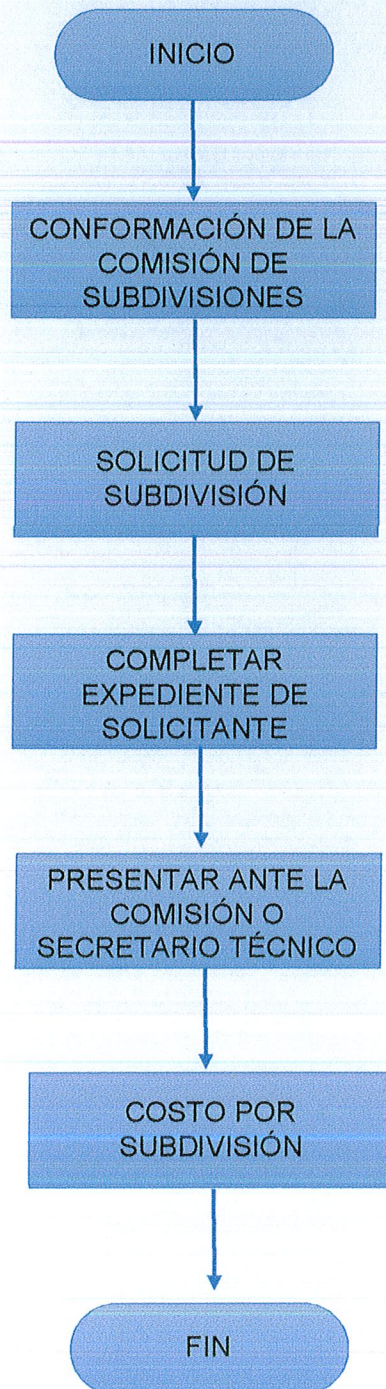 INICIO
CONFORMACIÓN DE LA
COMISIÓN DE
SUBDIVISIONES
SOLICITUD DE
SUBDIVISIÓN
COMPLETAR
EXPEDIENTE DE
SOLICITANTE
PRESENTAR ANTE LA
COMISIÓN O
SECRETARIO TÉCNICO
COSTO POR
SUBDIVISIÓN
FIN